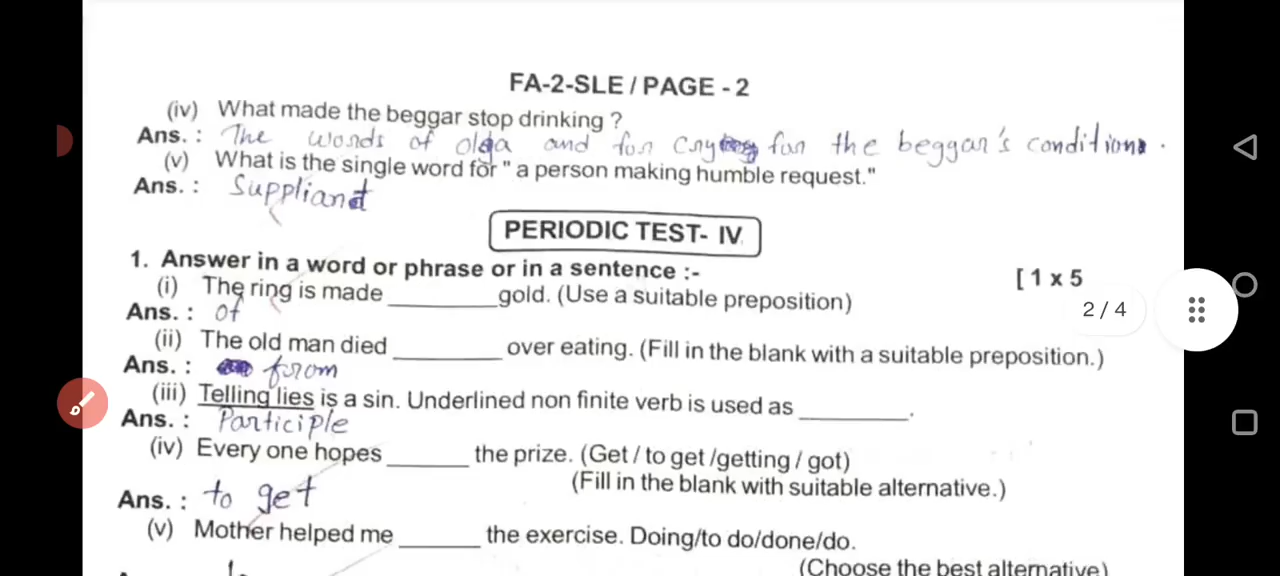 FA-2-SLE / PAGE - 2
(iv) What made the beggar stop drinking ?
Ans. : The words of olga and for cry for the beggar's condition.
(v) What is the single word for " a person making humble request."
Ans. : Suppliant
PERIODIC TEST- IV
1. Answer in a word or phrase or in a sentence :-
[ 1 x 5
(i) The ring is made ________ gold. (Use a suitable preposition)
2 / 4
Ans. : of
(ii) The old man died ________ over eating. (Fill in the blank with a suitable preposition.)
Ans. : from
(iii) Telling lies is a sin. Underlined non finite verb is used as ________.
Ans. : Participle
(iv) Every one hopes ______ the prize. (Get / to get /getting / got)
(Fill in the blank with suitable alternative.)
Ans. : to get
(v) Mother helped me ______ the exercise. Doing/to do/done/do.
(Choose the best alternative)